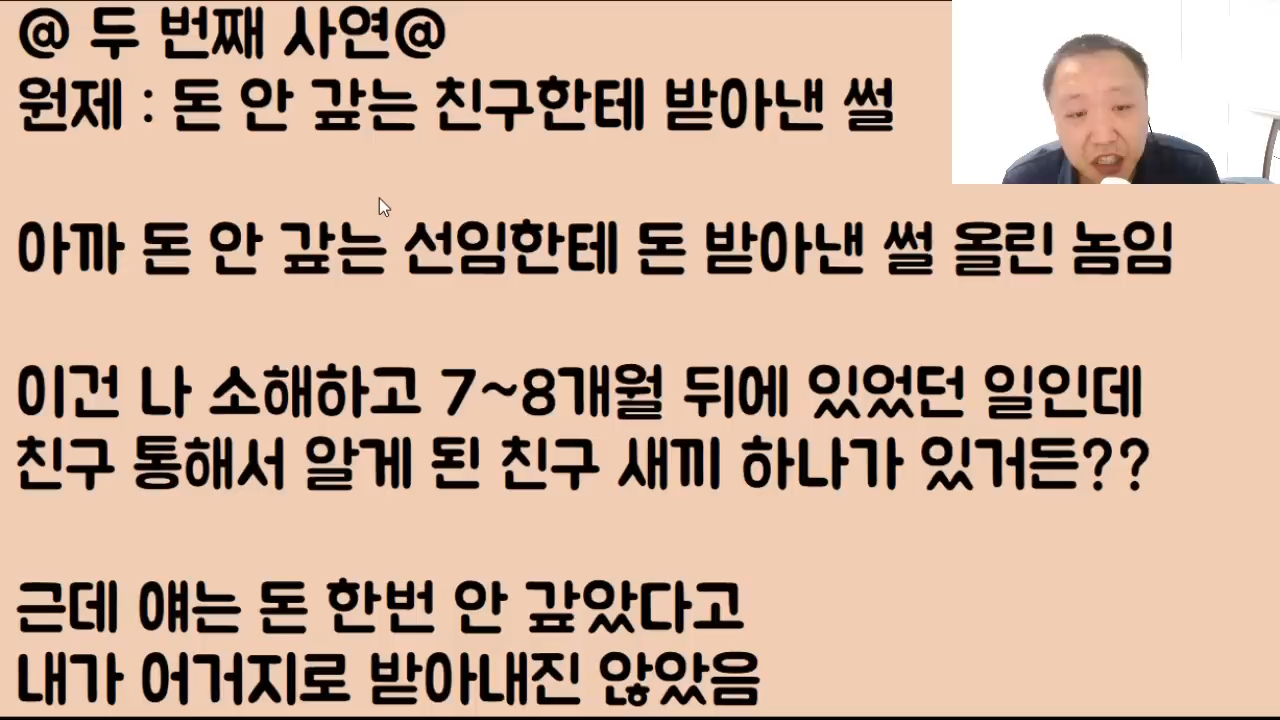 @ 두 번째 사연@
원제 : 돈 안 갚는 친구한테 받아낸 썰
아까 돈 안 갚는 선임한테 돈 받아낸 썰 올린 놈임
이건 나 소해하고 7~8개월 뒤에 있었던 일인데
친구 통해서 알게 된 친구 새끼 하나가 있거든??
근데 얘는 돈 한번 안 갚았다고
내가 어거지로 받아내진 않았음